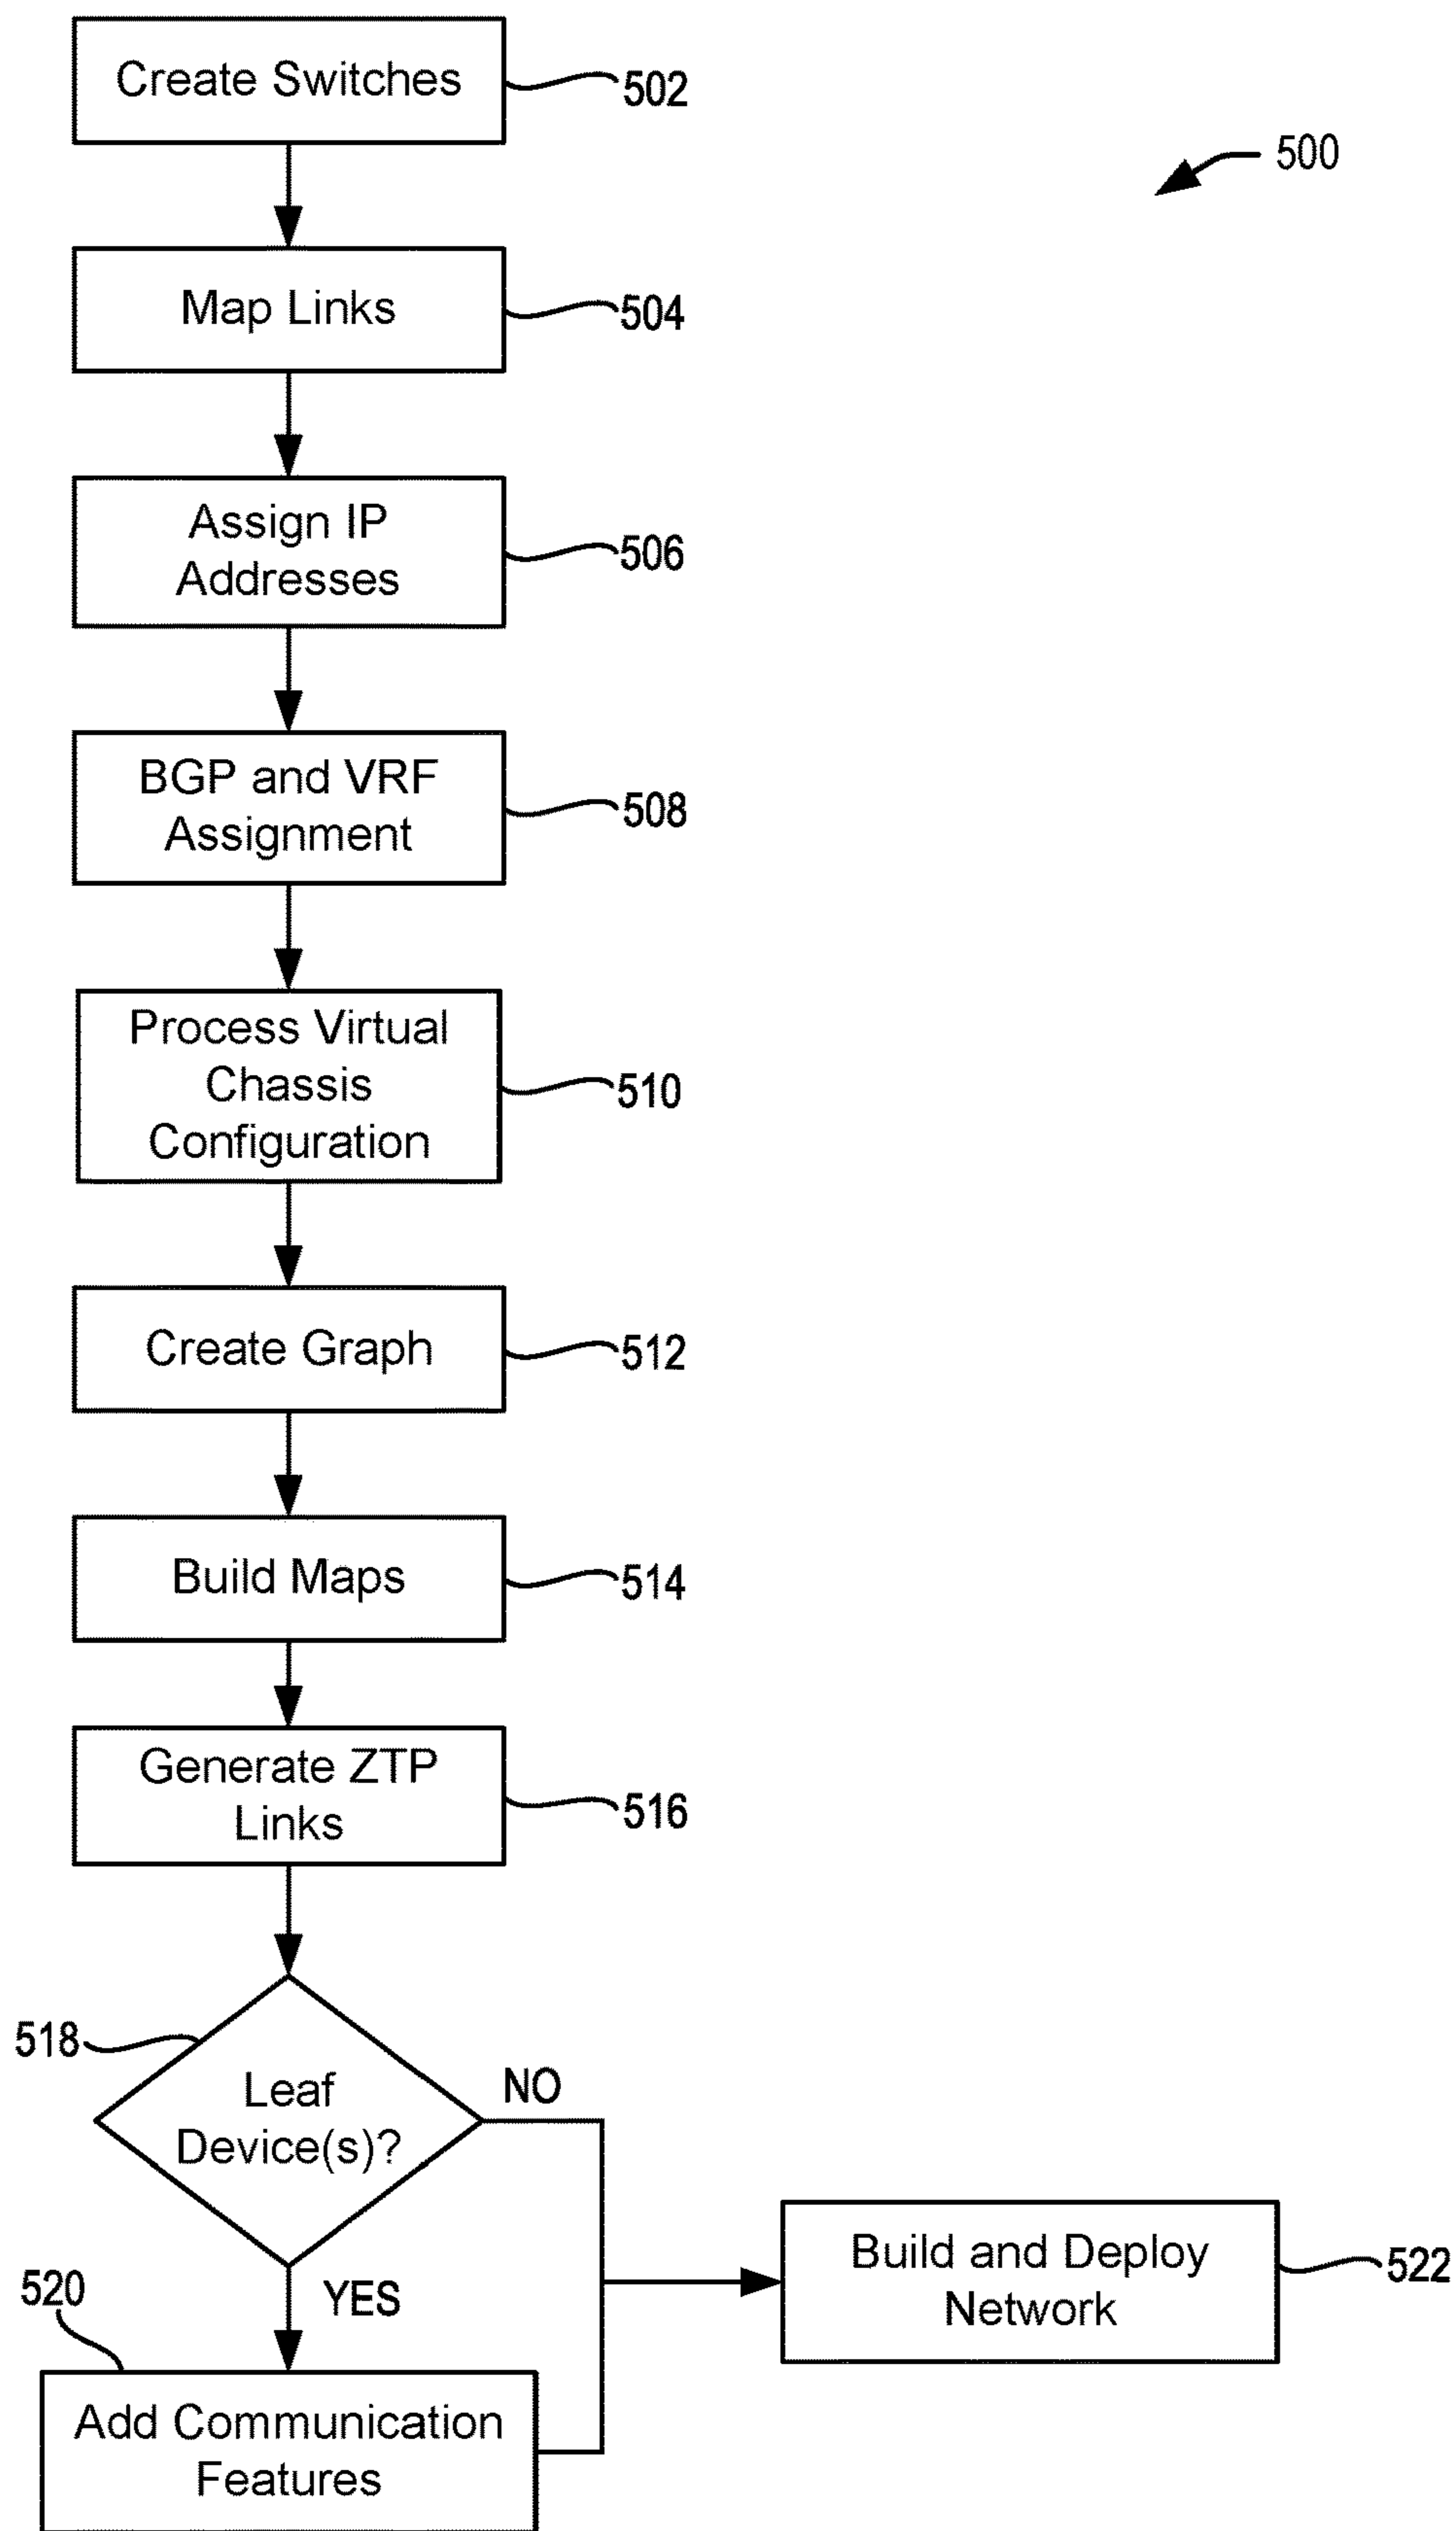 Create Switches
502
500
Map Links
504
Assign IP
Addresses
506
BGP and VRF
Assignment
508
Process Virtual
Chassis
Configuration
510
Create Graph
512
Build Maps
514
Generate ZTP
Links
516
518
Leaf
Device(s)?
NO
YES
520
Add Communication
Features
Build and Deploy
Network
522